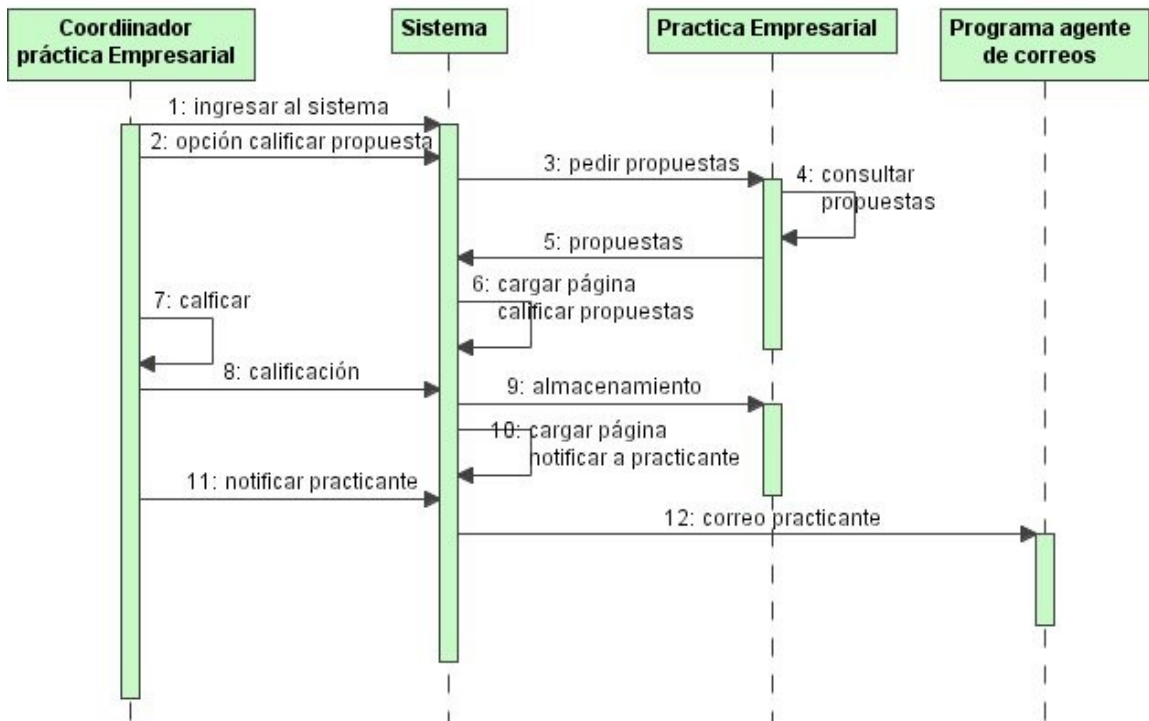 Coordiinador
práctica Empresarial
Sistema
Practica Empresarial
Programa agente
de correos
1: ingresar al sistema
2: opción calificar propuesta
3: pedir propuestas
4: consultar
propuestas
5: propuestas
6: cargar página
calificar propuestas
7: calficar
8: calificación
9: almacenamiento
10: cargar página
notificar a practicante
11: notificar practicante
12: correo practicante